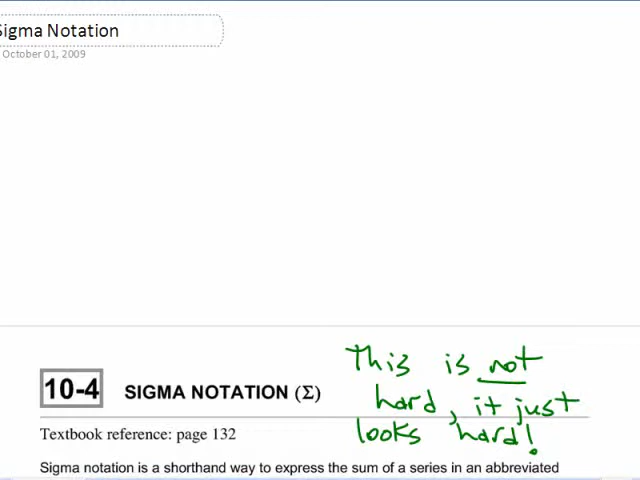 Sigma Notation
October 01, 2009
This is not
10-4 SIGMA NOTATION (Σ)
hard, it just
Textbook reference: page 132
looks hard!
Sigma notation is a shorthand way to express the sum of a series in an abbreviated